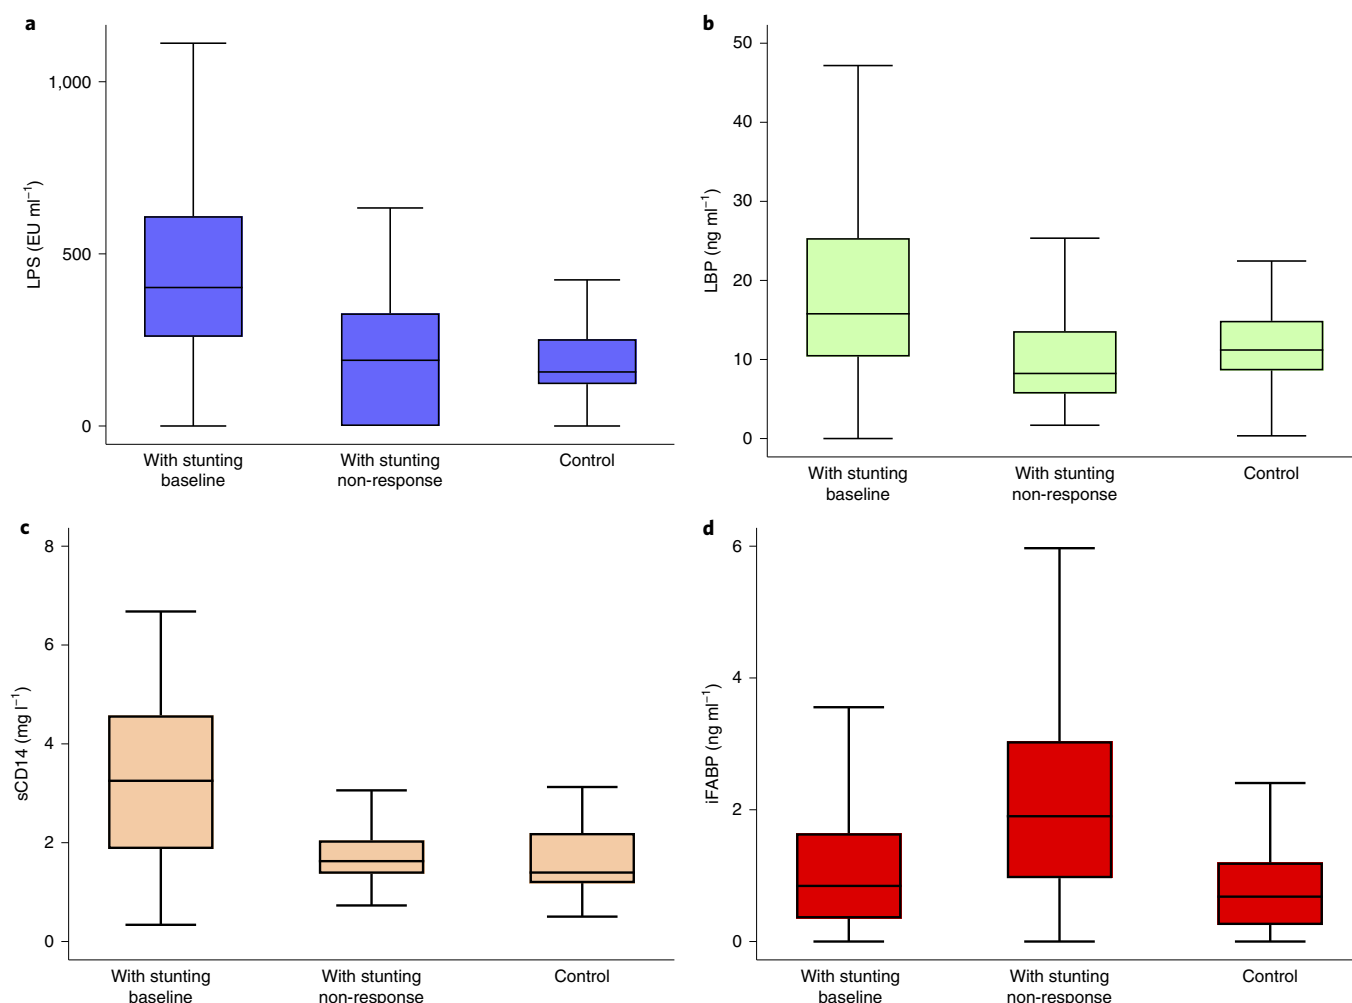 a
1,000
500
0
LPS (EU ml⁻¹)
With stunting
baseline
With stunting
non-response
Control
b
50
40
30
20
10
0
LBP (ng ml⁻¹)
With stunting
baseline
With stunting
non-response
Control
c
8
6
4
2
0
sCD14 (mg l⁻¹)
With stunting
baseline
With stunting
non-response
Control
d
6
4
2
0
iFABP (ng ml⁻¹)
With stunting
baseline
With stunting
non-response
Control